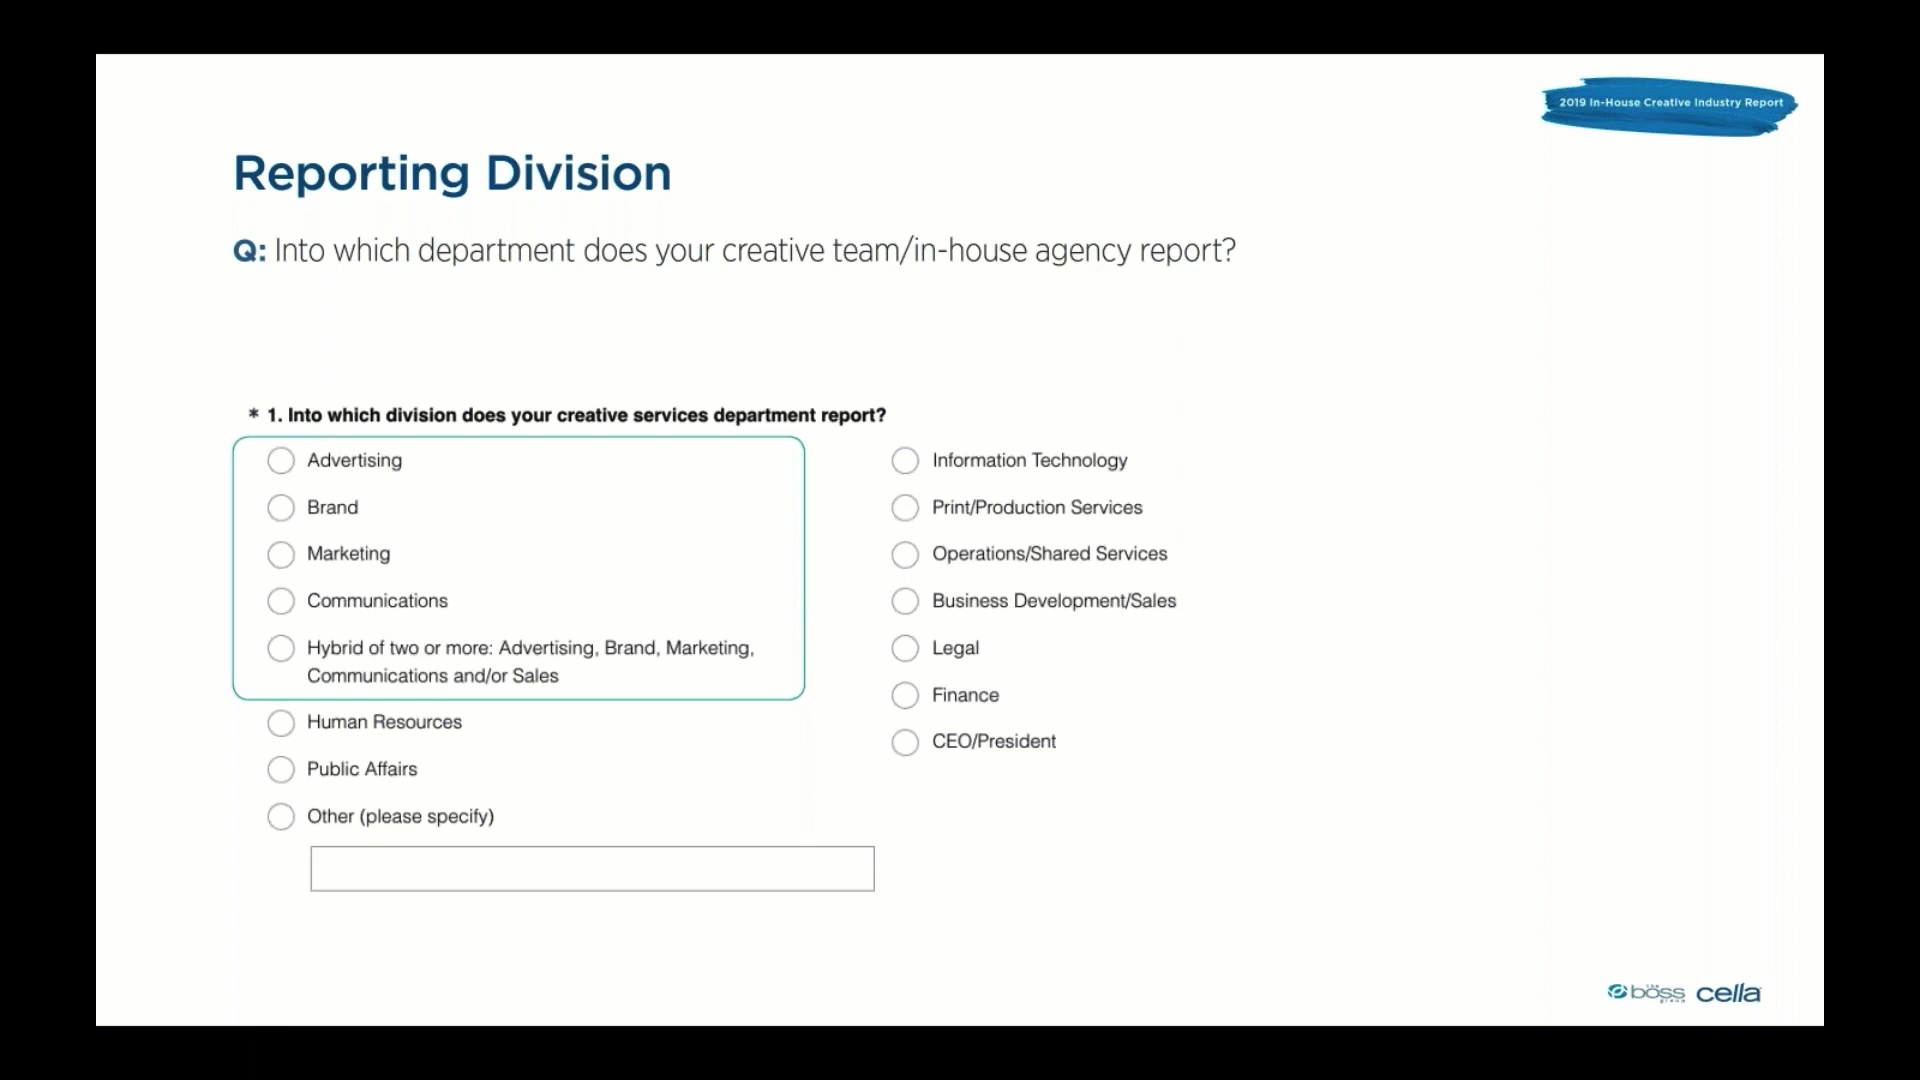 2019 In-House Creative Industry Report
Reporting Division
Q: Into which department does your creative team/in-house agency report?
* 1. Into which division does your creative services department report?
Advertising
Brand
Marketing
Communications
Hybrid of two or more: Advertising, Brand, Marketing,
Communications and/or Sales
Human Resources
Public Affairs
Other (please specify)
Information Technology
Print/Production Services
Operations/Shared Services
Business Development/Sales
Legal
Finance
CEO/President
the
boss
group
cella